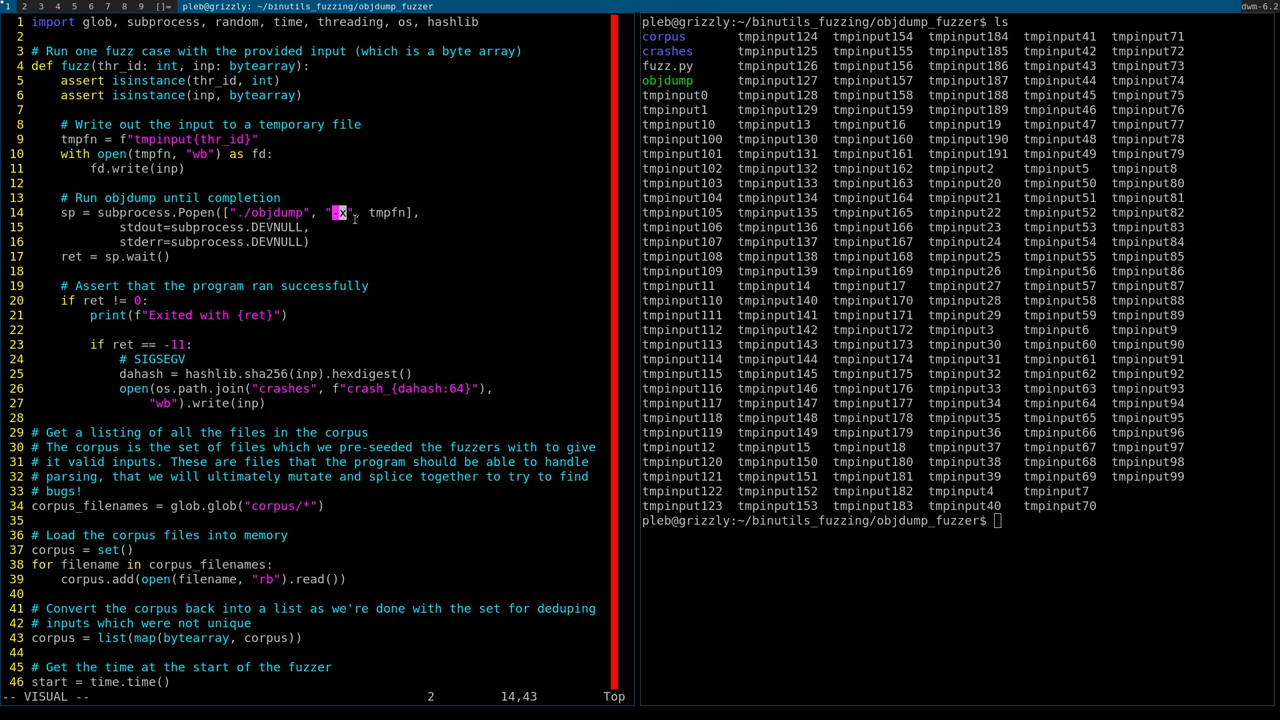 1 2 3 4 5 6 7 8 9 []= pleb@grizzly: ~/binutils_fuzzing/objdump_fuzzer dwm-6.2
1 import glob, subprocess, random, time, threading, os, hashlib
2
3 # Run one fuzz case with the provided input (which is a byte array)
4 def fuzz(thr_id: int, inp: bytearray):
5     assert isinstance(thr_id, int)
6     assert isinstance(inp, bytearray)
7
8     # Write out the input to a temporary file
9     tmpfn = f"tmpinput{thr_id}"
10     with open(tmpfn, "wb") as fd:
11         fd.write(inp)
12
13     # Run objdump until completion
14     sp = subprocess.Popen(["./objdump", "-x", tmpfn],
15             stdout=subprocess.DEVNULL,
16             stderr=subprocess.DEVNULL)
17     ret = sp.wait()
18
19     # Assert that the program ran successfully
20     if ret != 0:
21         print(f"Exited with {ret}")
22
23         if ret == -11:
24             # SIGSEGV
25             dahash = hashlib.sha256(inp).hexdigest()
26             open(os.path.join("crashes", f"crash_{dahash:64}"),
27                 "wb").write(inp)
28
29 # Get a listing of all the files in the corpus
30 # The corpus is the set of files which we pre-seeded the fuzzers with to give
31 # it valid inputs. These are files that the program should be able to handle
32 # parsing, that we will ultimately mutate and splice together to try to find
33 # bugs!
34 corpus_filenames = glob.glob("corpus/*")
35
36 # Load the corpus files into memory
37 corpus = set()
38 for filename in corpus_filenames:
39     corpus.add(open(filename, "rb").read())
40
41 # Convert the corpus back into a list as we're done with the set for deduping
42 # inputs which were not unique
43 corpus = list(map(bytearray, corpus))
44
45 # Get the time at the start of the fuzzer
46 start = time.time()
-- VISUAL -- 2 14,43 Top
pleb@grizzly:~/binutils_fuzzing/objdump_fuzzer$ ls
corpus tmpinput124 tmpinput154 tmpinput184 tmpinput41 tmpinput71
crashes tmpinput125 tmpinput155 tmpinput185 tmpinput42 tmpinput72
fuzz.py tmpinput126 tmpinput156 tmpinput186 tmpinput43 tmpinput73
objdump tmpinput127 tmpinput157 tmpinput187 tmpinput44 tmpinput74
tmpinput0 tmpinput128 tmpinput158 tmpinput188 tmpinput45 tmpinput75
tmpinput1 tmpinput129 tmpinput159 tmpinput189 tmpinput46 tmpinput76
tmpinput10 tmpinput13 tmpinput16 tmpinput19 tmpinput47 tmpinput77
tmpinput100 tmpinput130 tmpinput160 tmpinput190 tmpinput48 tmpinput78
tmpinput101 tmpinput131 tmpinput161 tmpinput191 tmpinput49 tmpinput79
tmpinput102 tmpinput132 tmpinput162 tmpinput2 tmpinput5 tmpinput8
tmpinput103 tmpinput133 tmpinput163 tmpinput20 tmpinput50 tmpinput80
tmpinput104 tmpinput134 tmpinput164 tmpinput21 tmpinput51 tmpinput81
tmpinput105 tmpinput135 tmpinput165 tmpinput22 tmpinput52 tmpinput82
tmpinput106 tmpinput136 tmpinput166 tmpinput23 tmpinput53 tmpinput83
tmpinput107 tmpinput137 tmpinput167 tmpinput24 tmpinput54 tmpinput84
tmpinput108 tmpinput138 tmpinput168 tmpinput25 tmpinput55 tmpinput85
tmpinput109 tmpinput139 tmpinput169 tmpinput26 tmpinput56 tmpinput86
tmpinput11 tmpinput14 tmpinput17 tmpinput27 tmpinput57 tmpinput87
tmpinput110 tmpinput140 tmpinput170 tmpinput28 tmpinput58 tmpinput88
tmpinput111 tmpinput141 tmpinput171 tmpinput29 tmpinput59 tmpinput89
tmpinput112 tmpinput142 tmpinput172 tmpinput3 tmpinput6 tmpinput9
tmpinput113 tmpinput143 tmpinput173 tmpinput30 tmpinput60 tmpinput90
tmpinput114 tmpinput144 tmpinput174 tmpinput31 tmpinput61 tmpinput91
tmpinput115 tmpinput145 tmpinput175 tmpinput32 tmpinput62 tmpinput92
tmpinput116 tmpinput146 tmpinput176 tmpinput33 tmpinput63 tmpinput93
tmpinput117 tmpinput147 tmpinput177 tmpinput34 tmpinput64 tmpinput94
tmpinput118 tmpinput148 tmpinput178 tmpinput35 tmpinput65 tmpinput95
tmpinput119 tmpinput149 tmpinput179 tmpinput36 tmpinput66 tmpinput96
tmpinput12 tmpinput15 tmpinput18 tmpinput37 tmpinput67 tmpinput97
tmpinput120 tmpinput150 tmpinput180 tmpinput38 tmpinput68 tmpinput98
tmpinput121 tmpinput151 tmpinput181 tmpinput39 tmpinput69 tmpinput99
tmpinput122 tmpinput152 tmpinput182 tmpinput4 tmpinput7
tmpinput123 tmpinput153 tmpinput183 tmpinput40 tmpinput70
pleb@grizzly:~/binutils_fuzzing/objdump_fuzzer$